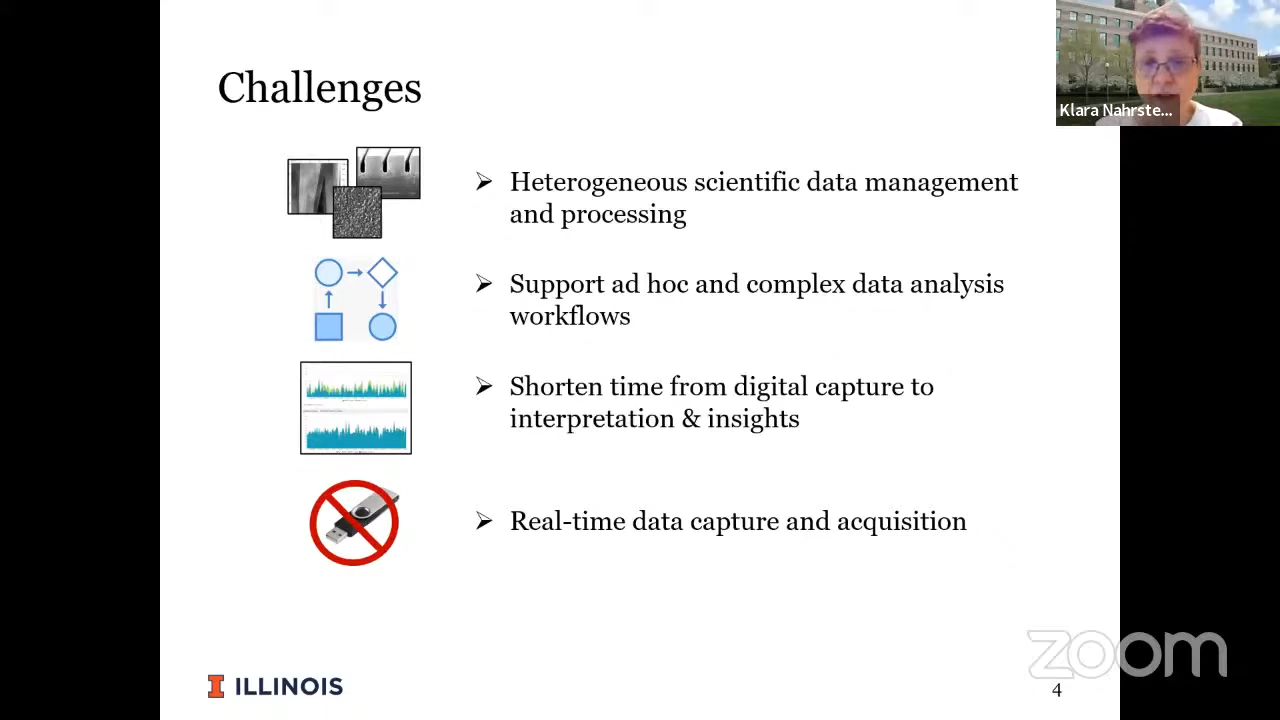 Challenges
Klara Nahrste...
Heterogeneous scientific data management
and processing
Support ad hoc and complex data analysis
workflows
Shorten time from digital capture to
interpretation & insights
Real-time data capture and acquisition
ILLINOIS
zoom
4